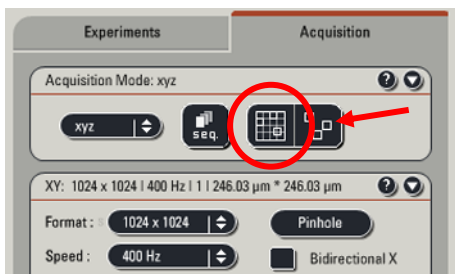 Experiments Acquisition
Acquisition Mode: xyz ? 
xyz seq.
XY: 1024 x 1024 | 400 Hz | 1 | 246.03 µm * 246.03 µm ?
Format : 1024 x 1024 Pinhole
Speed : 400 Hz Bidirectional X